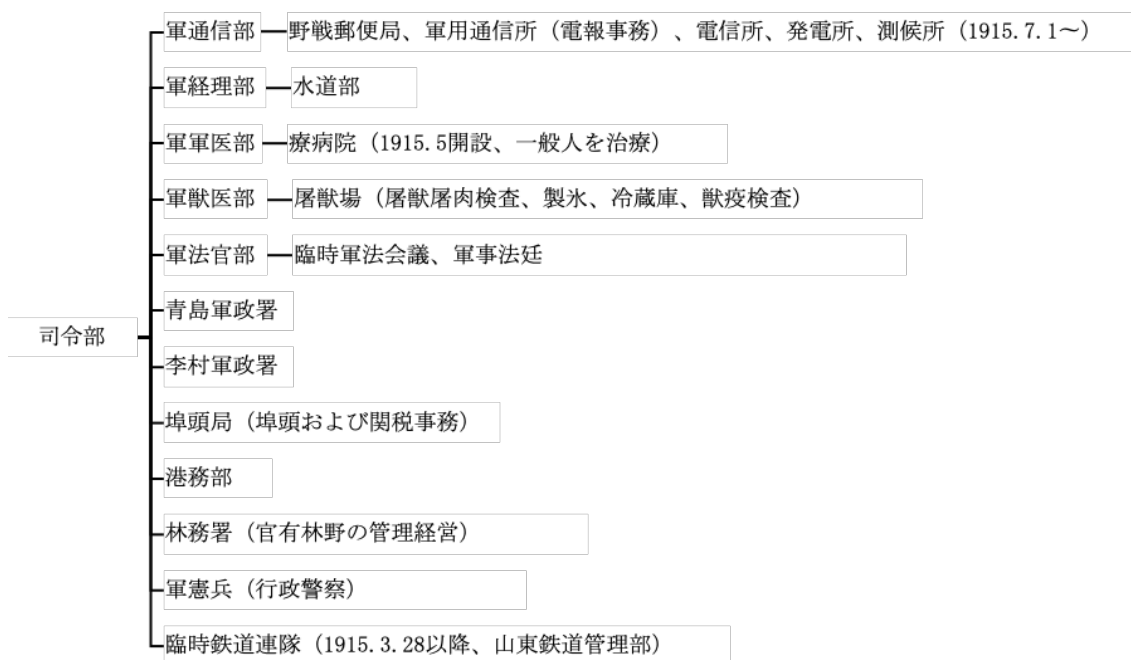 軍通信部 野戦郵便局、軍用通信所（電報事務）、電信所、発電所、測候所（1915.7.1～）
軍経理部 水道部
軍軍医部 療病院（1915.5開設、一般人を治療）
軍獣医部 屠獣場（屠獣屠肉検査、製氷、冷蔵庫、獣疫検査）
軍法官部 臨時軍法会議、軍事法廷
青島軍政署
司令部
李村軍政署
埠頭局（埠頭および関税事務）
港務部
林務署（官有林野の管理経営）
軍憲兵（行政警察）
臨時鉄道連隊（1915.3.28以降、山東鉄道管理部）